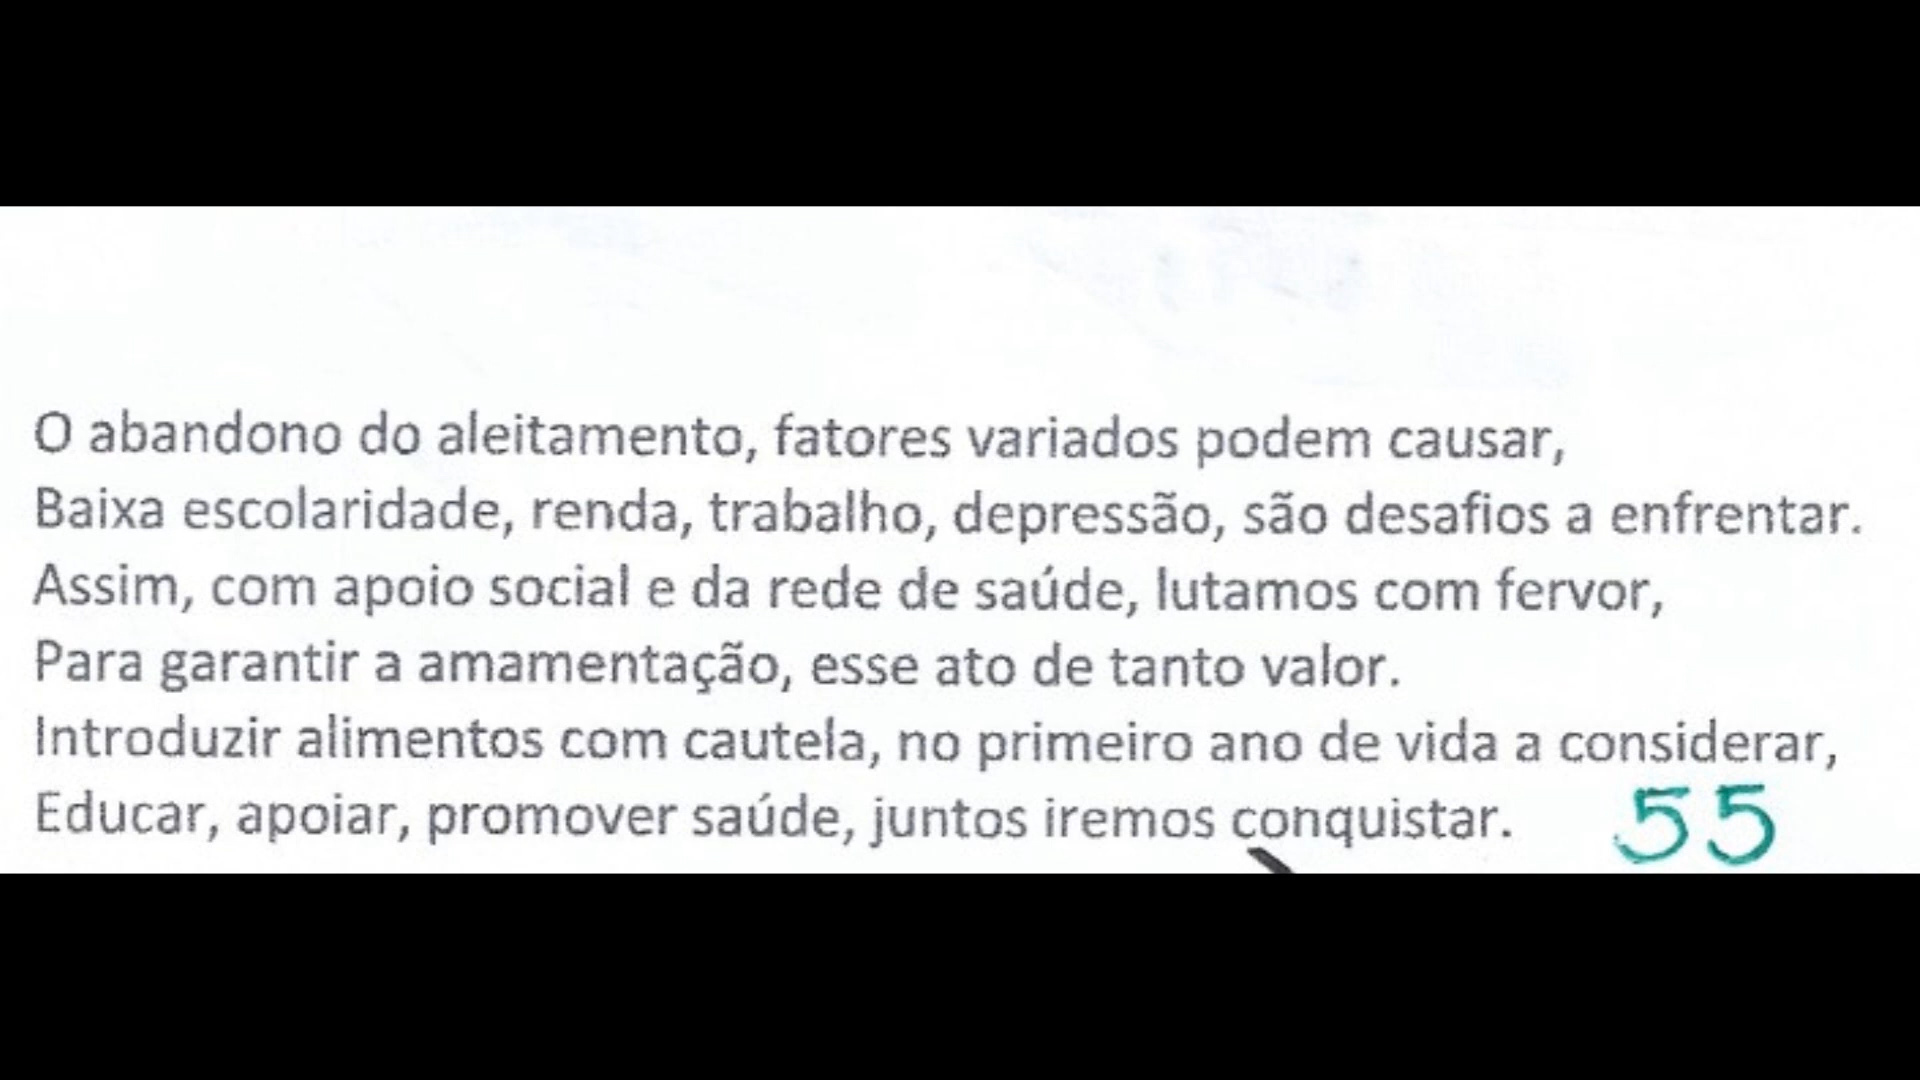 O abandono do aleitamento, fatores variados podem causar,
Baixa escolaridade, renda, trabalho, depressão, são desafios a enfrentar.
Assim, com apoio social e da rede de saúde, lutamos com fervor,
Para garantir a amamentação, esse ato de tanto valor.
Introduzir alimentos com cautela, no primeiro ano de vida a considerar,
Educar, apoiar, promover saúde, juntos iremos conquistar. 55